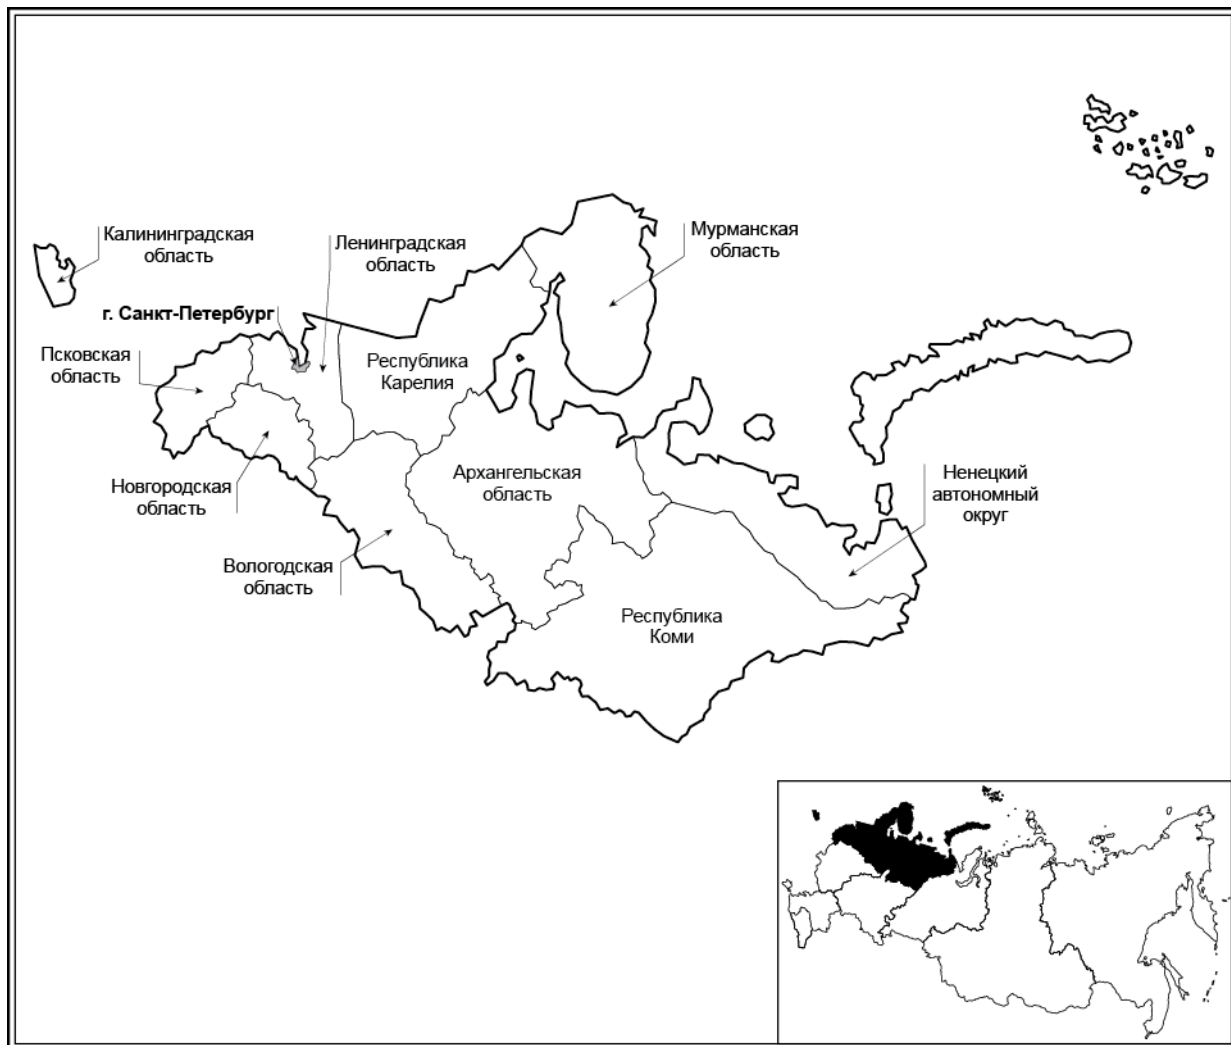 Калининградская
область
Ленинградская
область
Мурманская
область
г. Санкт-Петербург
Псковская
область
Республика
Карелия
Новгородская
область
Архангельская
область
Ненецкий
автономный
округ
Вологодская
область
Республика
Коми